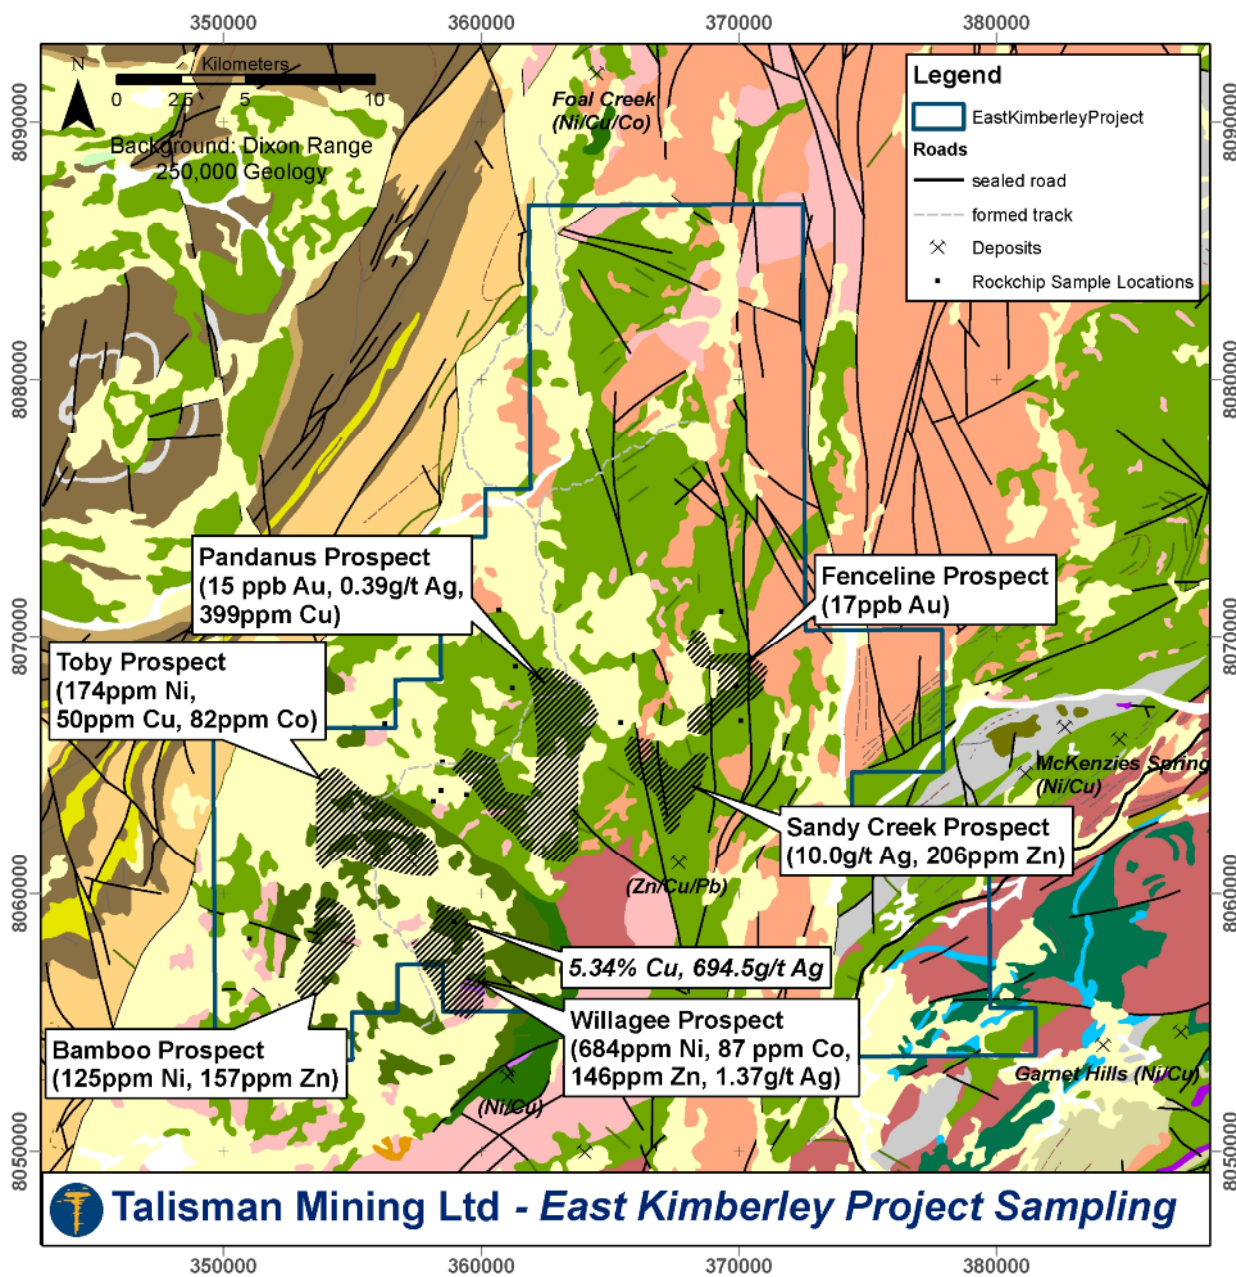 350000 360000 370000 380000
N
Kilometers
0 2.5 5 10
Background: Dixon Range
250,000 Geology
Foal Creek
(Ni/Cu/Co)
Legend
EastKimberleyProject
Roads
sealed road
formed track
Deposits
Rockchip Sample Locations
8090000
8090000
8080000
8080000
Pandanus Prospect
(15 ppb Au, 0.39g/t Ag,
399ppm Cu)
Fenceline Prospect
(17ppb Au)
8070000
8070000
Toby Prospect
(174ppm Ni,
50ppm Cu, 82ppm Co)
McKenzies Spring
(Ni/Cu)
Sandy Creek Prospect
(10.0g/t Ag, 206ppm Zn)
(Zn/Cu/Pb)
8060000
8060000
5.34% Cu, 694.5g/t Ag
Willagee Prospect
(684ppm Ni, 87 ppm Co,
146ppm Zn, 1.37g/t Ag)
Bamboo Prospect
(125ppm Ni, 157ppm Zn)
Garnet Hills (Ni/Cu)
(Ni/Cu)
8050000
8050000
Talisman Mining Ltd - East Kimberley Project Sampling
350000 360000 370000 380000